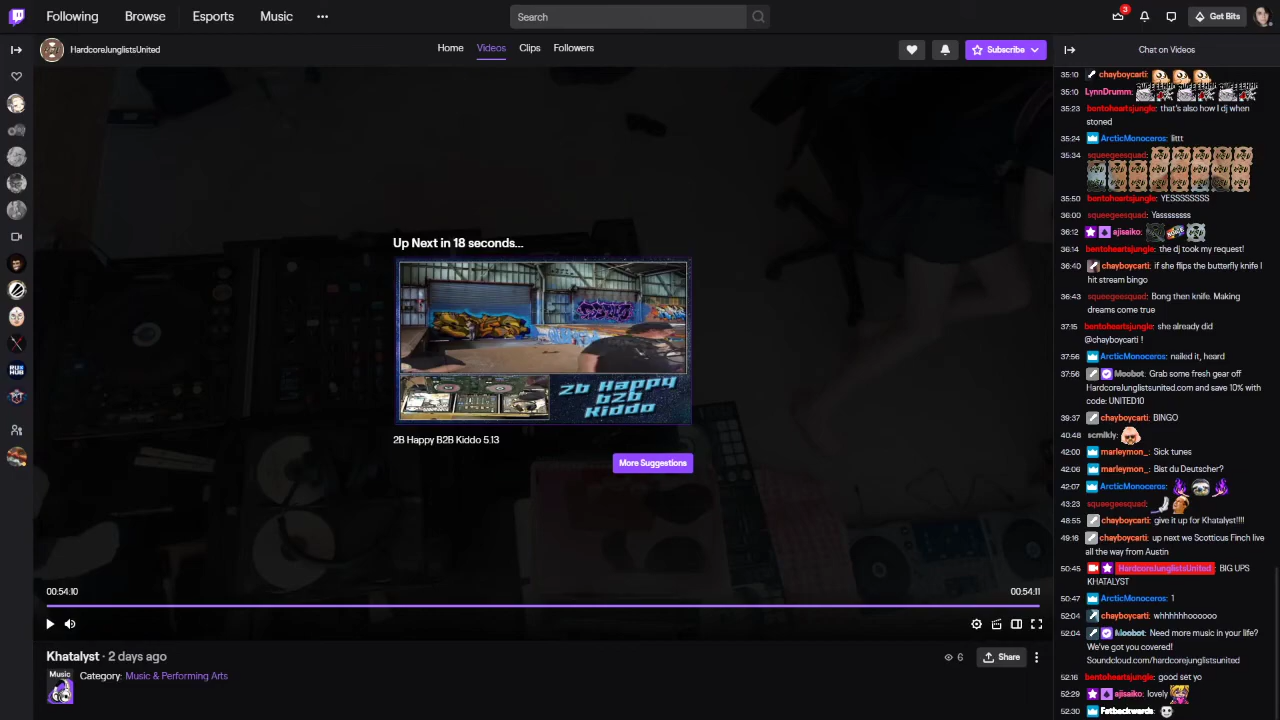 Following
Browse
Esports
Music
Search
3
Get Bits
HardcoreJunglistsUnited
Home
Videos
Clips
Followers
Subscribe
Chat on Videos
Up Next in 18 seconds...
2b Happy
b2b
Kiddo
2B Happy B2B Kiddo 5.13
More Suggestions
00:54:10
00:54:11
Khatalyst · 2 days ago
6
Share
Music
Category: Music & Performing Arts
35:10 chayboycarti:
35:10 LynnDrumm:
35:23 bentoheartsjungle: that's also how I dj when
stoned
35:24 ArcticMonoceros: littt
35:34 squeegeesquad:
35:50 bentoheartsjungle: YESSSSSSSS
36:00 squeegeesquad: Yasssssss
36:12 ajisaiko:
36:14 bentoheartsjungle: the dj took my request!
36:40 chayboycarti: if she flips the butterfly knife I
hit stream bingo
36:43 squeegeesquad: Bong then knife. Making
dreams come true
37:15 bentoheartsjungle: she already did
@chayboycarti !
37:56 ArcticMonoceros: nailed it, heard
37:56 Moobot: Grab some fresh gear off
HardcoreJunglistsunited.com and save 10% with
code: UNITED10
39:37 chayboycarti: BINGO
40:48 scmilkly:
42:00 marleymon_: Sick tunes
42:06 marleymon_: Bist du Deutscher?
42:07 ArcticMonoceros:
43:23 squeegeesquad:
48:55 chayboycarti: give it up for Khatalyst!!!!
49:16 chayboycarti: up next we Scotticus Finch live
all the way from Austin
50:45 HardcoreJunglistsUnited: BIG UPS
KHATALYST
50:47 ArcticMonoceros: 1
52:04 chayboycarti: whhhhhhoooooo
52:04 Moobot: Need more music in your life?
We've got you covered!
Soundcloud.com/hardcorejunglistsunited
52:16 bentoheartsjungle: good set yo
52:29 ajisaiko: lovely
52:30 Fatbackwards: